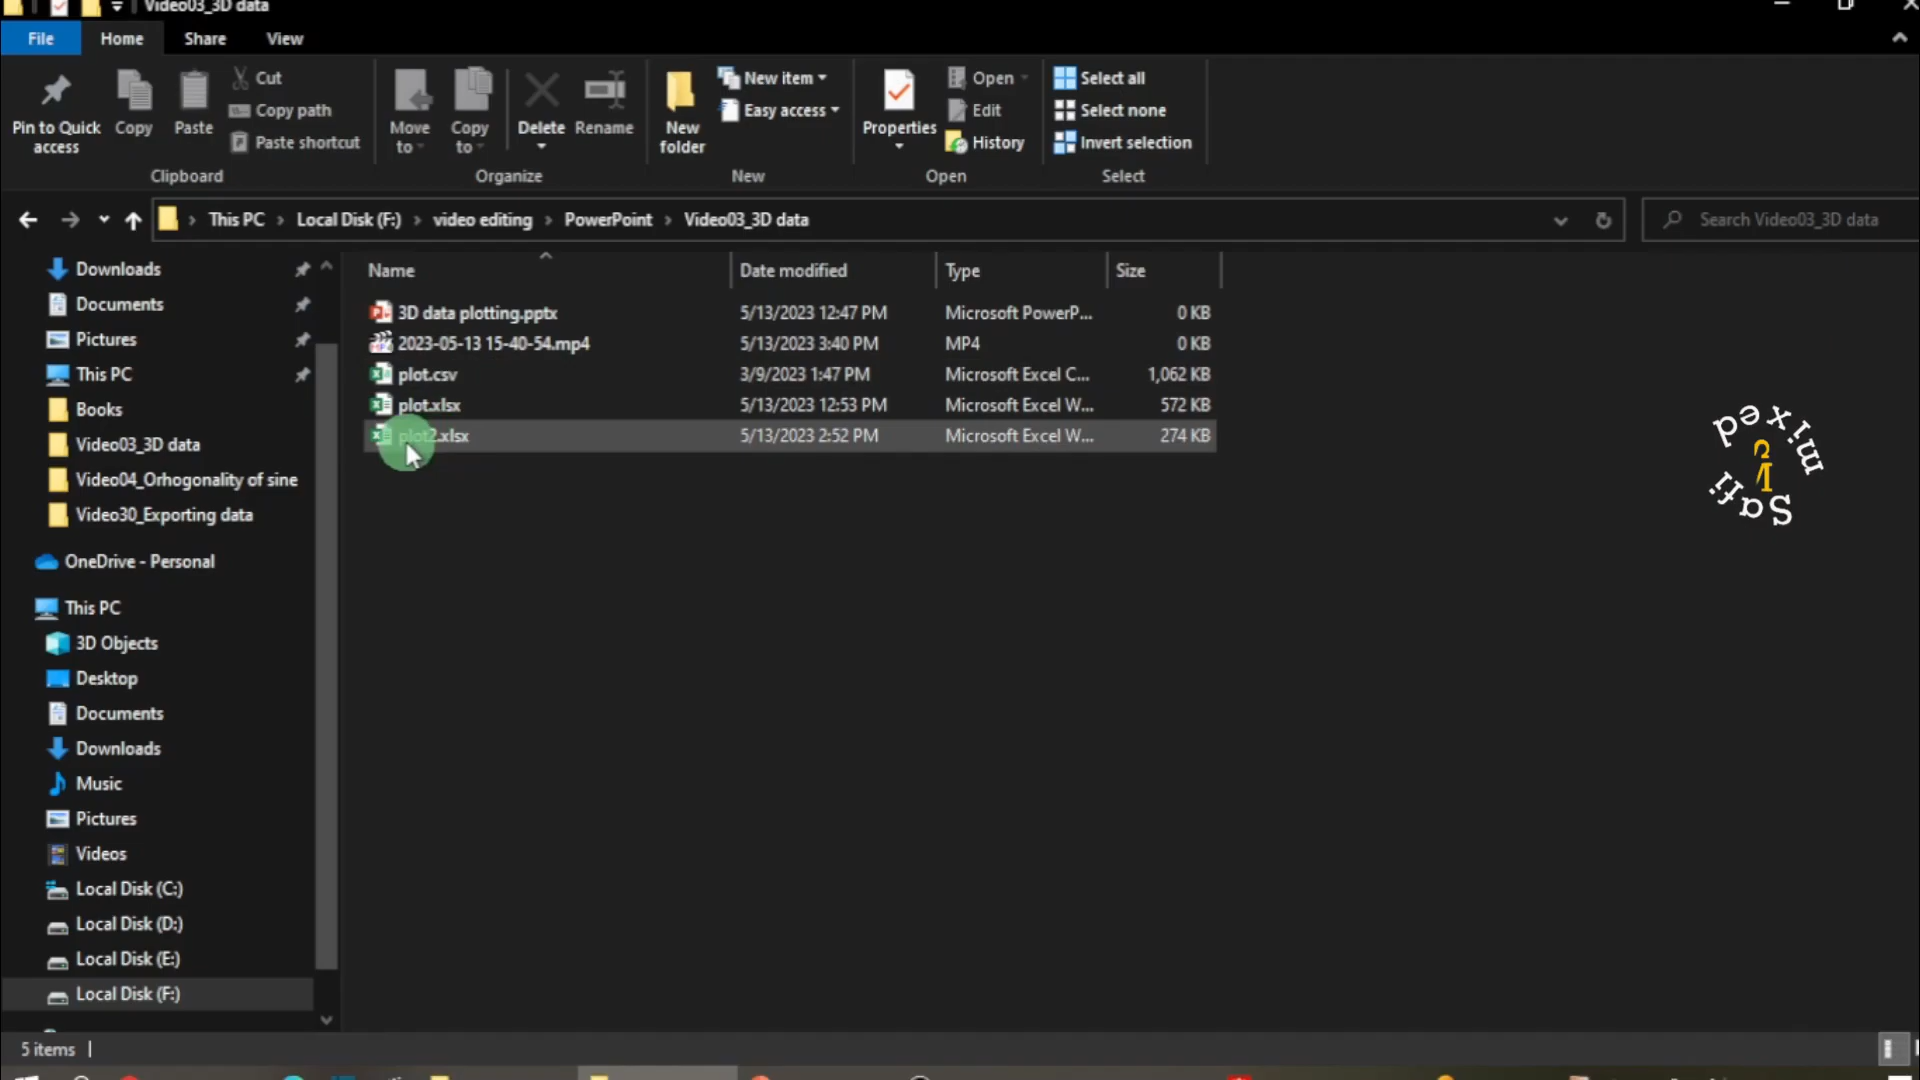 Video03_3D data
File Home Share View
Pin to Quick access
Copy
Paste
Cut
Copy path
Paste shortcut
Clipboard
Move to
Copy to
Delete
Rename
Organize
New folder
New item
Easy access
New
Properties
Open
Edit
History
Open
Select all
Select none
Invert selection
Select
This PC › Local Disk (F:) › video editing › PowerPoint › Video03_3D data
Search Video03_3D data
Downloads
Documents
Pictures
This PC
Books
Video03_3D data
Video04_Orhogonality of sine
Video30_Exporting data
OneDrive - Personal
This PC
3D Objects
Desktop
Documents
Downloads
Music
Pictures
Videos
Local Disk (C:)
Local Disk (D:)
Local Disk (E:)
Local Disk (F:)
Name Date modified Type Size
3D data plotting.pptx 5/13/2023 12:47 PM Microsoft PowerP... 0 KB
2023-05-13 15-40-54.mp4 5/13/2023 3:40 PM MP4 0 KB
plot.csv 3/9/2023 1:47 PM Microsoft Excel C... 1,062 KB
plot.xlsx 5/13/2023 12:53 PM Microsoft Excel W... 572 KB
plot2.xlsx 5/13/2023 2:52 PM Microsoft Excel W... 274 KB
Safi
mixed
5 items